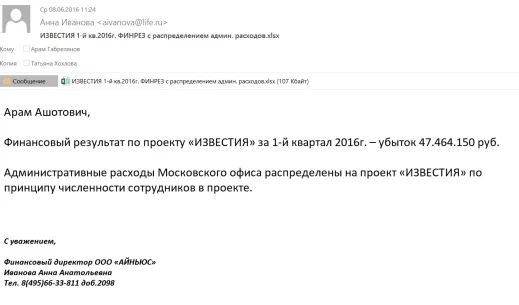 Ср 08.06.2016 11:24
Анна Иванова <aivanova@life.ru>
ИЗВЕСТИЯ 1-й кв.2016г. ФИНРЕЗ с распределением админ. расходов.xlsx
Кому Арам Габрелянов
Копия Татьяна Хохлова
Сообщение ИЗВЕСТИЯ 1-й кв.2016г. ФИНРЕЗ с распределением админ. расходов.xlsx (107 Кбайт)
Арам Ашотович,
Финансовый результат по проекту «ИЗВЕСТИЯ» за 1-й квартал 2016г. – убыток 47.464.150 руб.
Административные расходы Московского офиса распределены на проект «ИЗВЕСТИЯ» по
принципу численности сотрудников в проекте.
С уважением,
Финансовый директор ООО «АЙНЬЮС»
Иванова Анна Анатольевна
Тел. 8(495)66-33-811 доб.2098